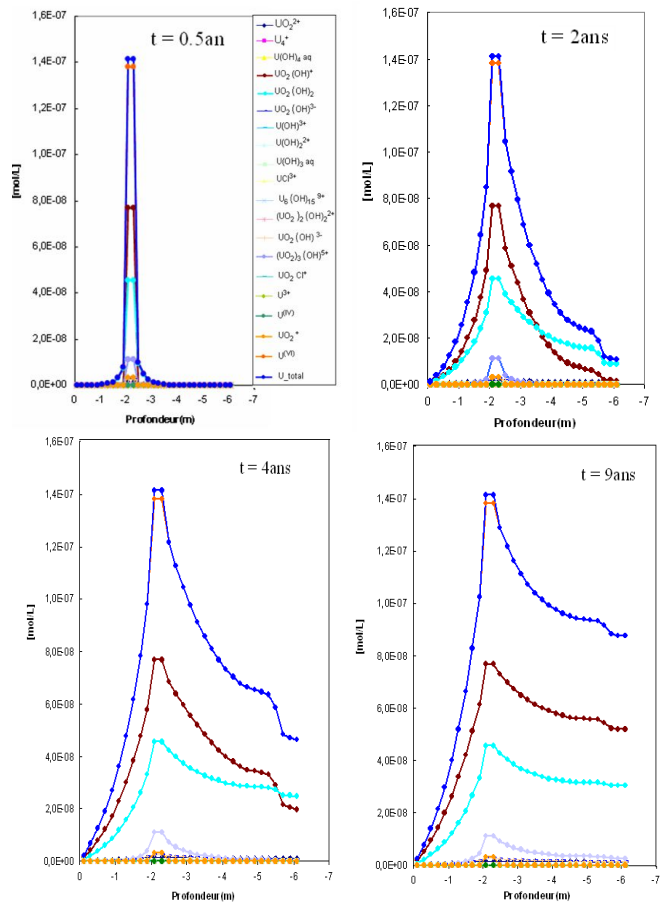 t = 0.5an
[mol/L]
1,6E-07
1,4E-07
1,2E-07
1,0E-07
8,0E-08
6,0E-08
4,0E-08
2,0E-08
0,0E+00
0 -1 -2 -3 -4 -5 -6 -7
Profondeur(m)
UO2 2+
U4+
U(OH)4 aq
UO2 (OH)+
UO2 (OH)2
UO2 (OH)3-
U(OH)3+
U(OH)2 2+
U(OH)3 aq
UCl3+
U6 (OH)15 9+
(UO2 )2 (OH)2 2+
UO2 (OH) 3-
(UO2)3 (OH)5+
UO2 Cl+
U3+
U(IV)
UO2 +
U(VI)
U_total
t = 2ans
[mol/L]
1,6E-07
1,4E-07
1,2E-07
1,0E-07
8,0E-08
6,0E-08
4,0E-08
2,0E-08
0,0E+00
0 -1 -2 -3 -4 -5 -6 -7
Profondeur(m)
t = 4ans
[mol/L]
1,6E-07
1,4E-07
1,2E-07
1,0E-07
8,0E-08
6,0E-08
4,0E-08
2,0E-08
0,0E+00
0 -1 -2 -3 -4 -5 -6 -7
Profondeur(m)
t = 9ans
[mol/L]
1,6E-07
1,4E-07
1,2E-07
1,0E-07
8,0E-08
6,0E-08
4,0E-08
2,0E-08
0,0E+00
0 -1 -2 -3 -4 -5 -6 -7
Profondeur(m)